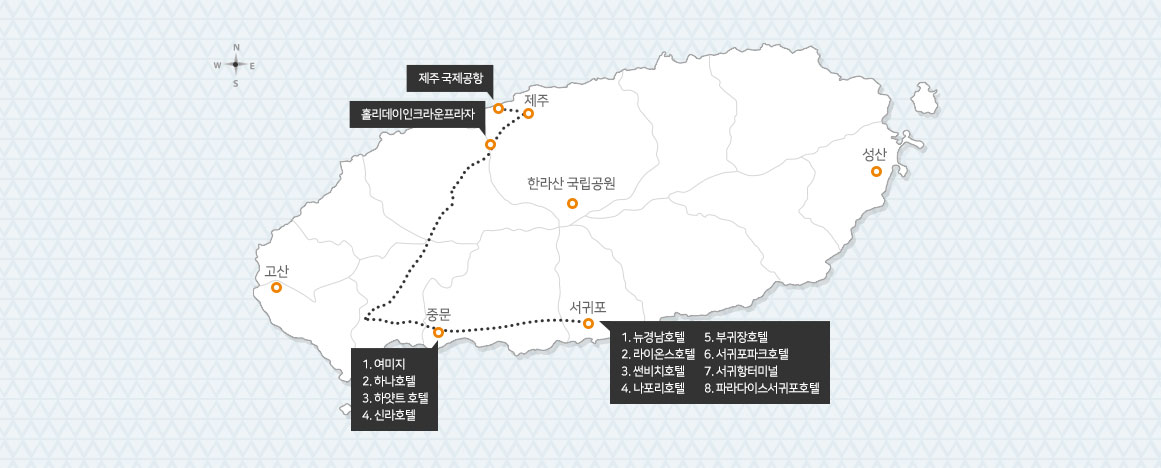 N
W E
S
제주 국제공항
제주
홀리데이인크라운프라자
성산
한라산 국립공원
고산
중문
서귀포
1. 여미지
2. 하나호텔
3. 하얏트 호텔
4. 신라호텔
1. 뉴경남호텔
2. 라이온스호텔
3. 썬비치호텔
4. 나포리호텔
5. 부귀장호텔
6. 서귀포파크호텔
7. 서귀항터미널
8. 파라다이스서귀포호텔